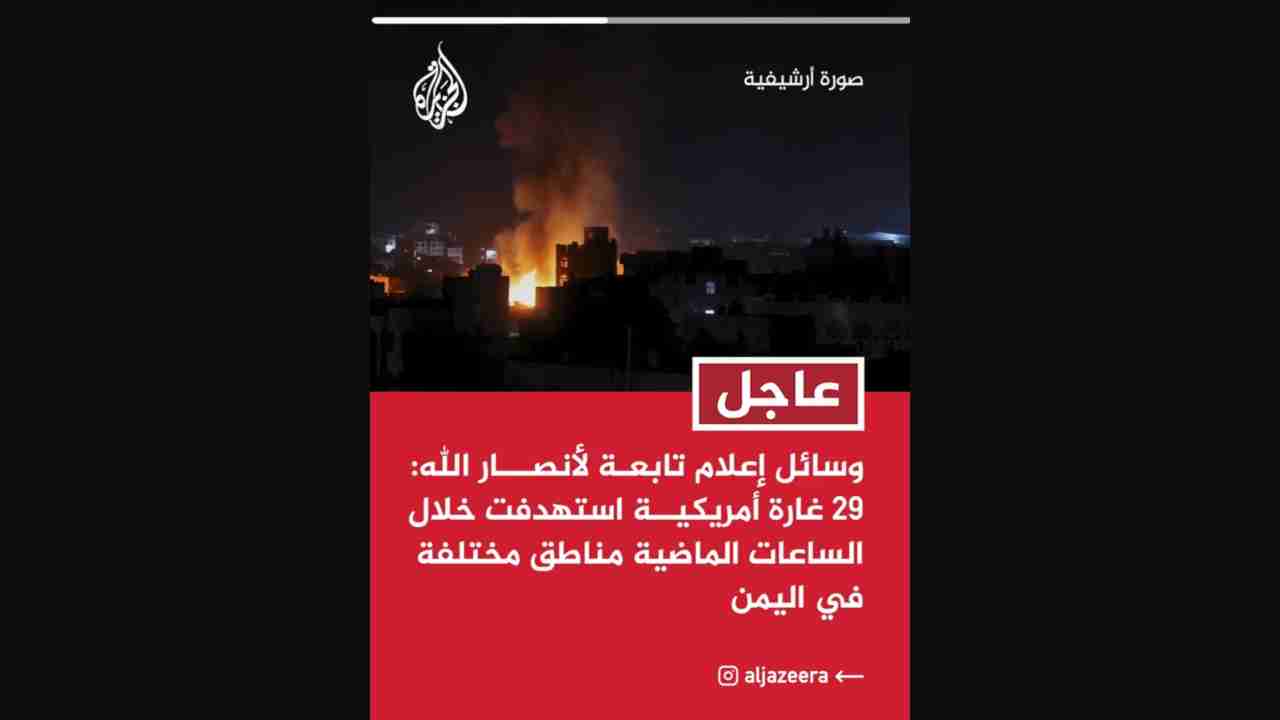 صورة أرشيفية
الجزيرة
عاجل
وسائل إعلام تابعة لأنصار الله:
29 غارة أمريكية استهدفت خلال
الساعات الماضية مناطق مختلفة
في اليمن
aljazeera